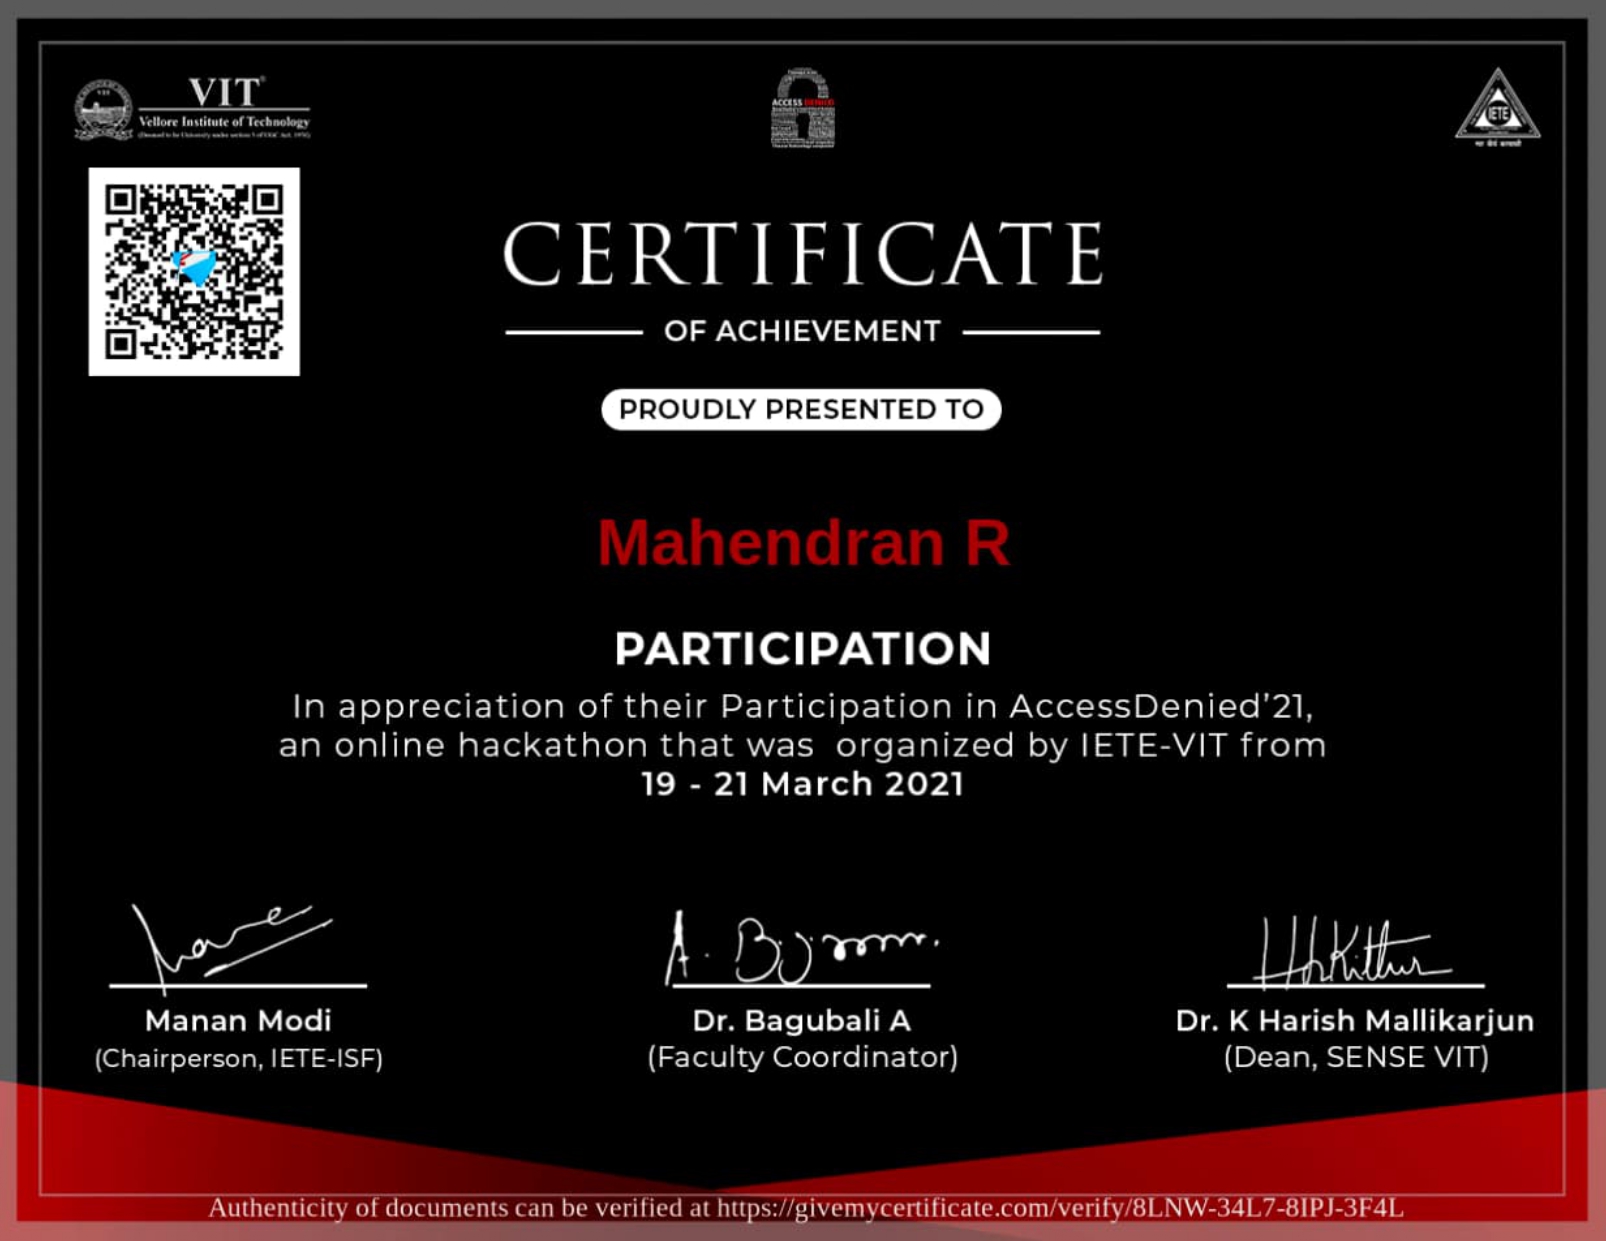 VIT
Vellore Institute of Technology
(Deemed to be University under section 3 of UGC Act, 1956)
ACCESS DENIED
IETE
CERTIFICATE
OF ACHIEVEMENT
PROUDLY PRESENTED TO
Mahendran R
PARTICIPATION
In appreciation of their Participation in AccessDenied’21,
an online hackathon that was organized by IETE-VIT from
19 - 21 March 2021
Manan Modi
(Chairperson, IETE-ISF)
Dr. Bagubali A
(Faculty Coordinator)
Dr. K Harish Mallikarjun
(Dean, SENSE VIT)
Authenticity of documents can be verified at https://givemycertificate.com/verify/8LNW-34L7-8IPJ-3F4L